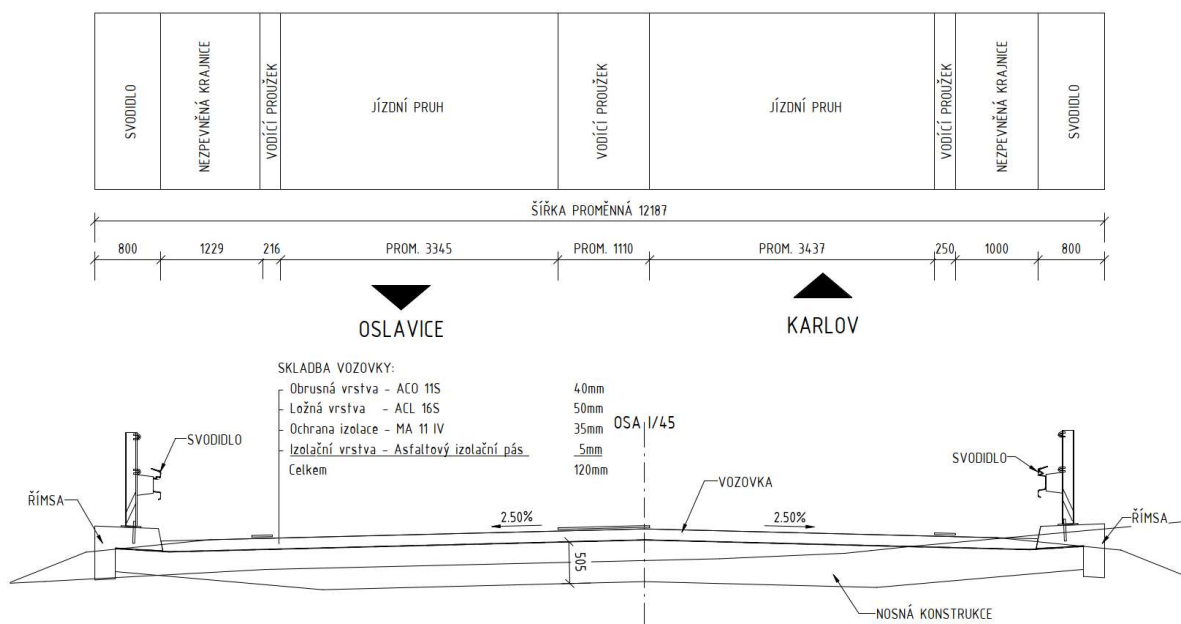 SVODIDLO
NEZPEVNĚNÁ KRAJNICE
VODÍCÍ PROUŽEK
JÍZDNÍ PRUH
VODÍCÍ PROUŽEK
JÍZDNÍ PRUH
VODÍCÍ PROUŽEK
NEZPEVNĚNÁ KRAJNICE
SVODIDLO
ŠÍŘKA PROMĚNNÁ 12187
800 1229 216 PROM. 3345 PROM. 1110 PROM. 3437 250 1000 800
OSLAVICE
KARLOV
SKLADBA VOZOVKY:
Obrusná vrstva - ACO 11S 40mm
Ložná vrstva - ACL 16S 50mm
Ochrana izolace - MA 11 IV 35mm
Izolační vrstva - Asfaltový izolační pás 5mm
Celkem 120mm
OSA I/45
SVODIDLO
SVODIDLO
VOZOVKA
ŘÍMSA
2.50%
2.50%
ŘÍMSA
505
NOSNÁ KONSTRUKCE